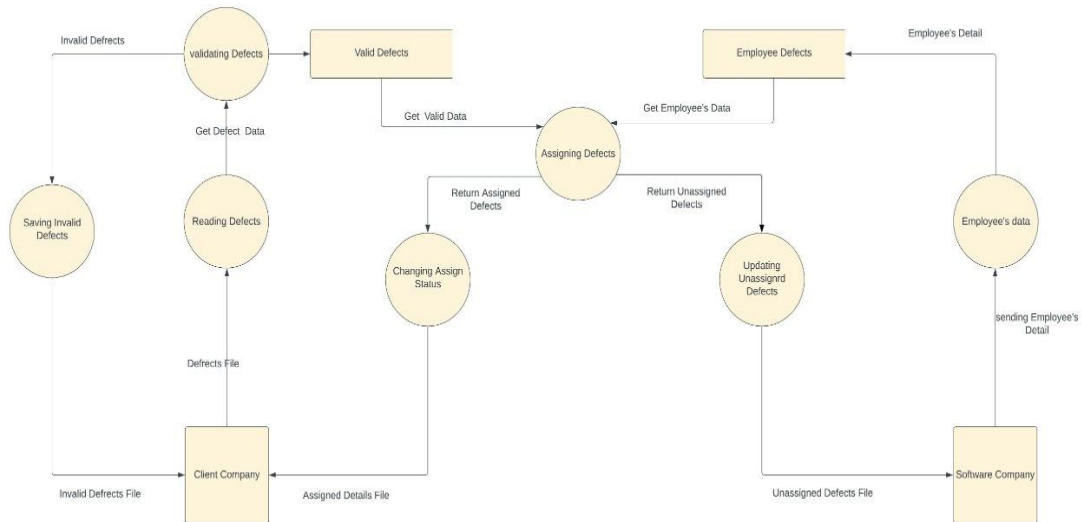 Invalid Defrects
validating Defects
Valid Defects
Employee Defects
Employee's Detail
Get Defect Data
Get Valid Data
Get Employee's Data
Assigning Defects
Saving Invalid
Defects
Reading Defects
Return Assigned
Defects
Return Unassigned
Defects
Employee's data
Changing Assign
Status
Updating
Unassignrd
Defects
sending Employee's
Detail
Defrects File
Client Company
Software Company
Invalid Defrects File
Assigned Details File
Unassigned Defects File